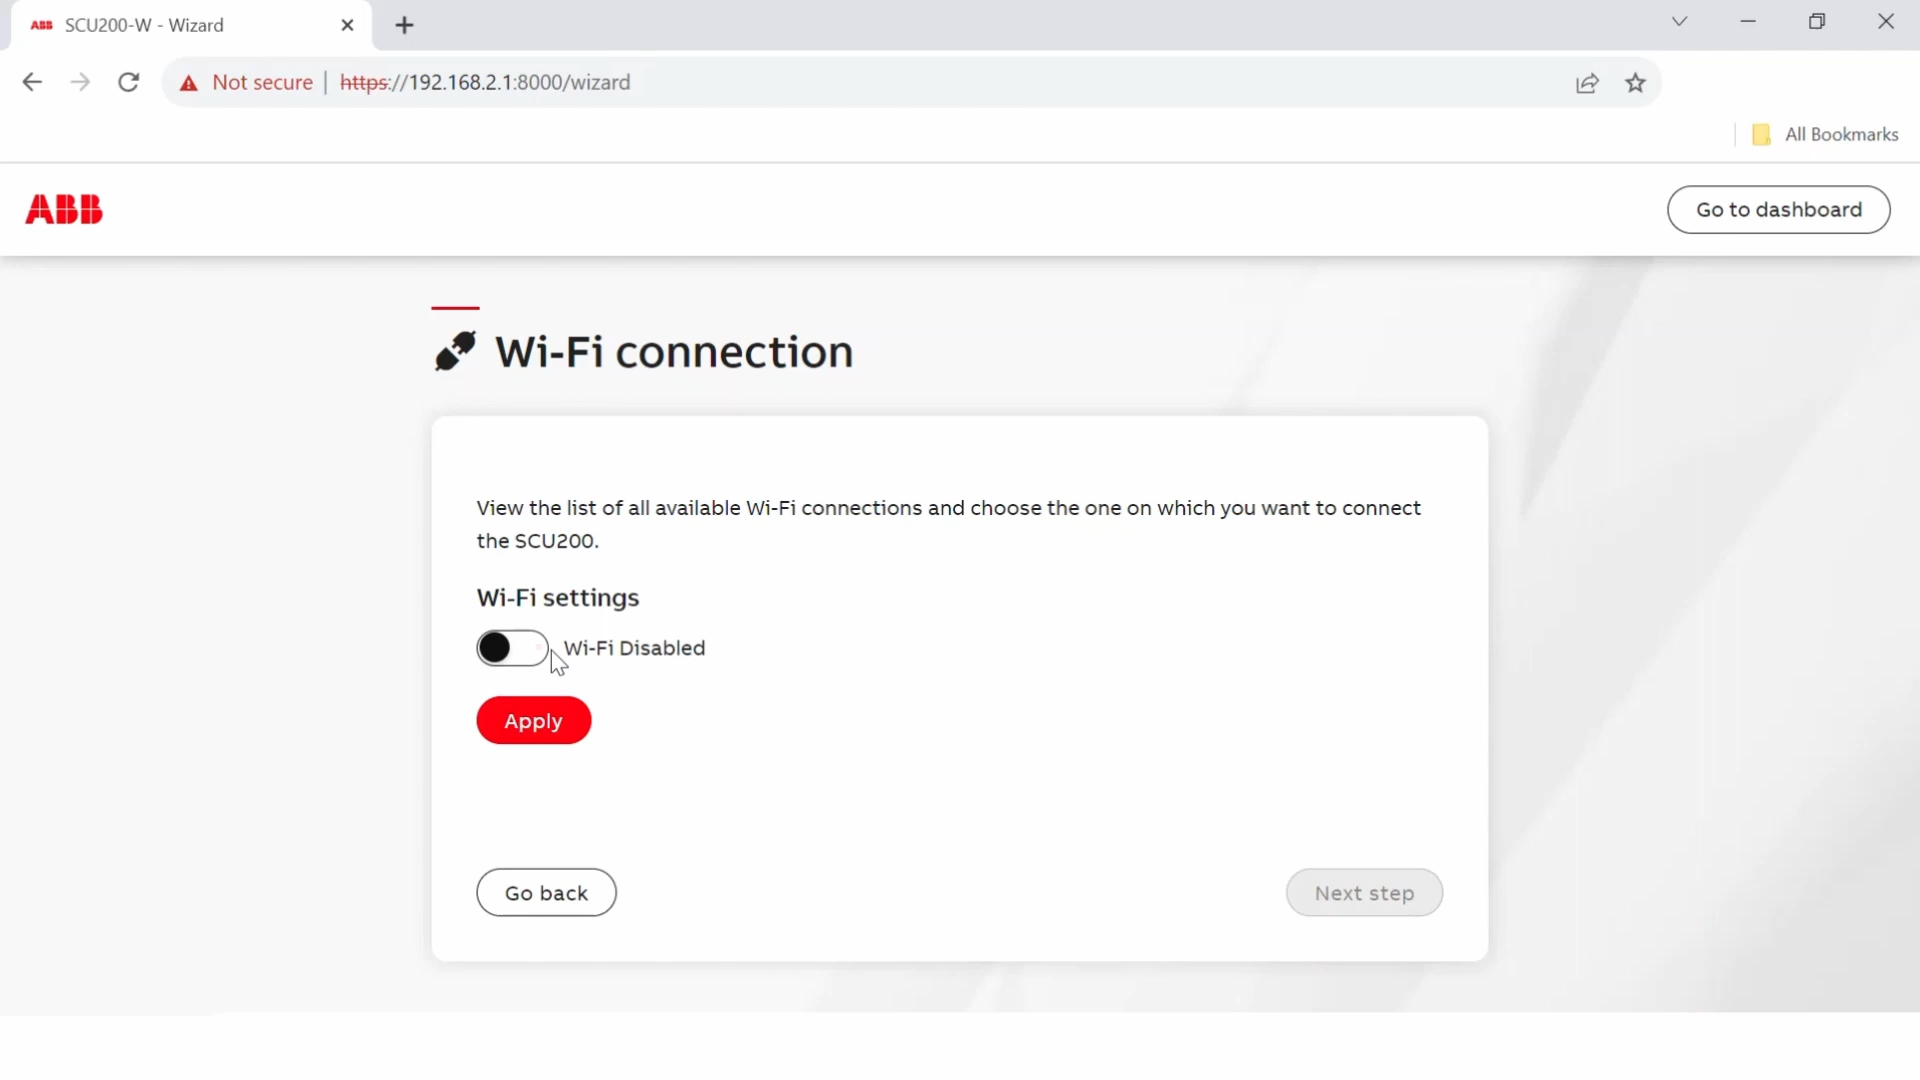 ABB SCU200-W - Wizard
Not secure | https://192.168.2.1:8000/wizard
All Bookmarks
ABB
Go to dashboard
Wi-Fi connection
View the list of all available Wi-Fi connections and choose the one on which you want to connect
the SCU200.
Wi-Fi settings
Wi-Fi Disabled
Apply
Go back
Next step